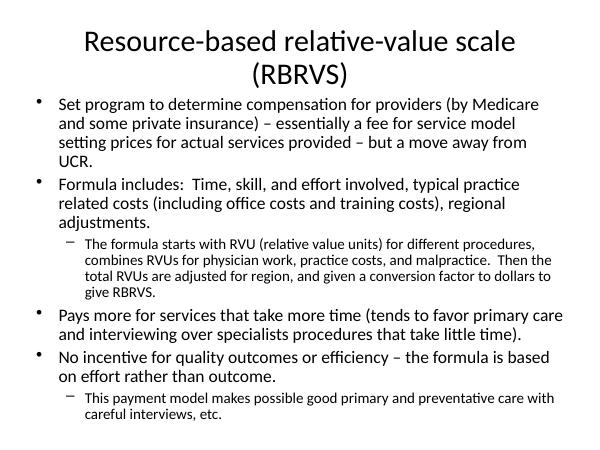 Resource-based relative-value scale
(RBRVS)
• Set program to determine compensation for providers (by Medicare
and some private insurance) – essentially a fee for service model
setting prices for actual services provided – but a move away from
UCR.
• Formula includes:  Time, skill, and effort involved, typical practice
related costs (including office costs and training costs), regional
adjustments.
– The formula starts with RVU (relative value units) for different procedures,
combines RVUs for physician work, practice costs, and malpractice.  Then the
total RVUs are adjusted for region, and given a conversion factor to dollars to
give RBRVS.
• Pays more for services that take more time (tends to favor primary care
and interviewing over specialists procedures that take little time).
• No incentive for quality outcomes or efficiency – the formula is based
on effort rather than outcome.
– This payment model makes possible good primary and preventative care with
careful interviews, etc.